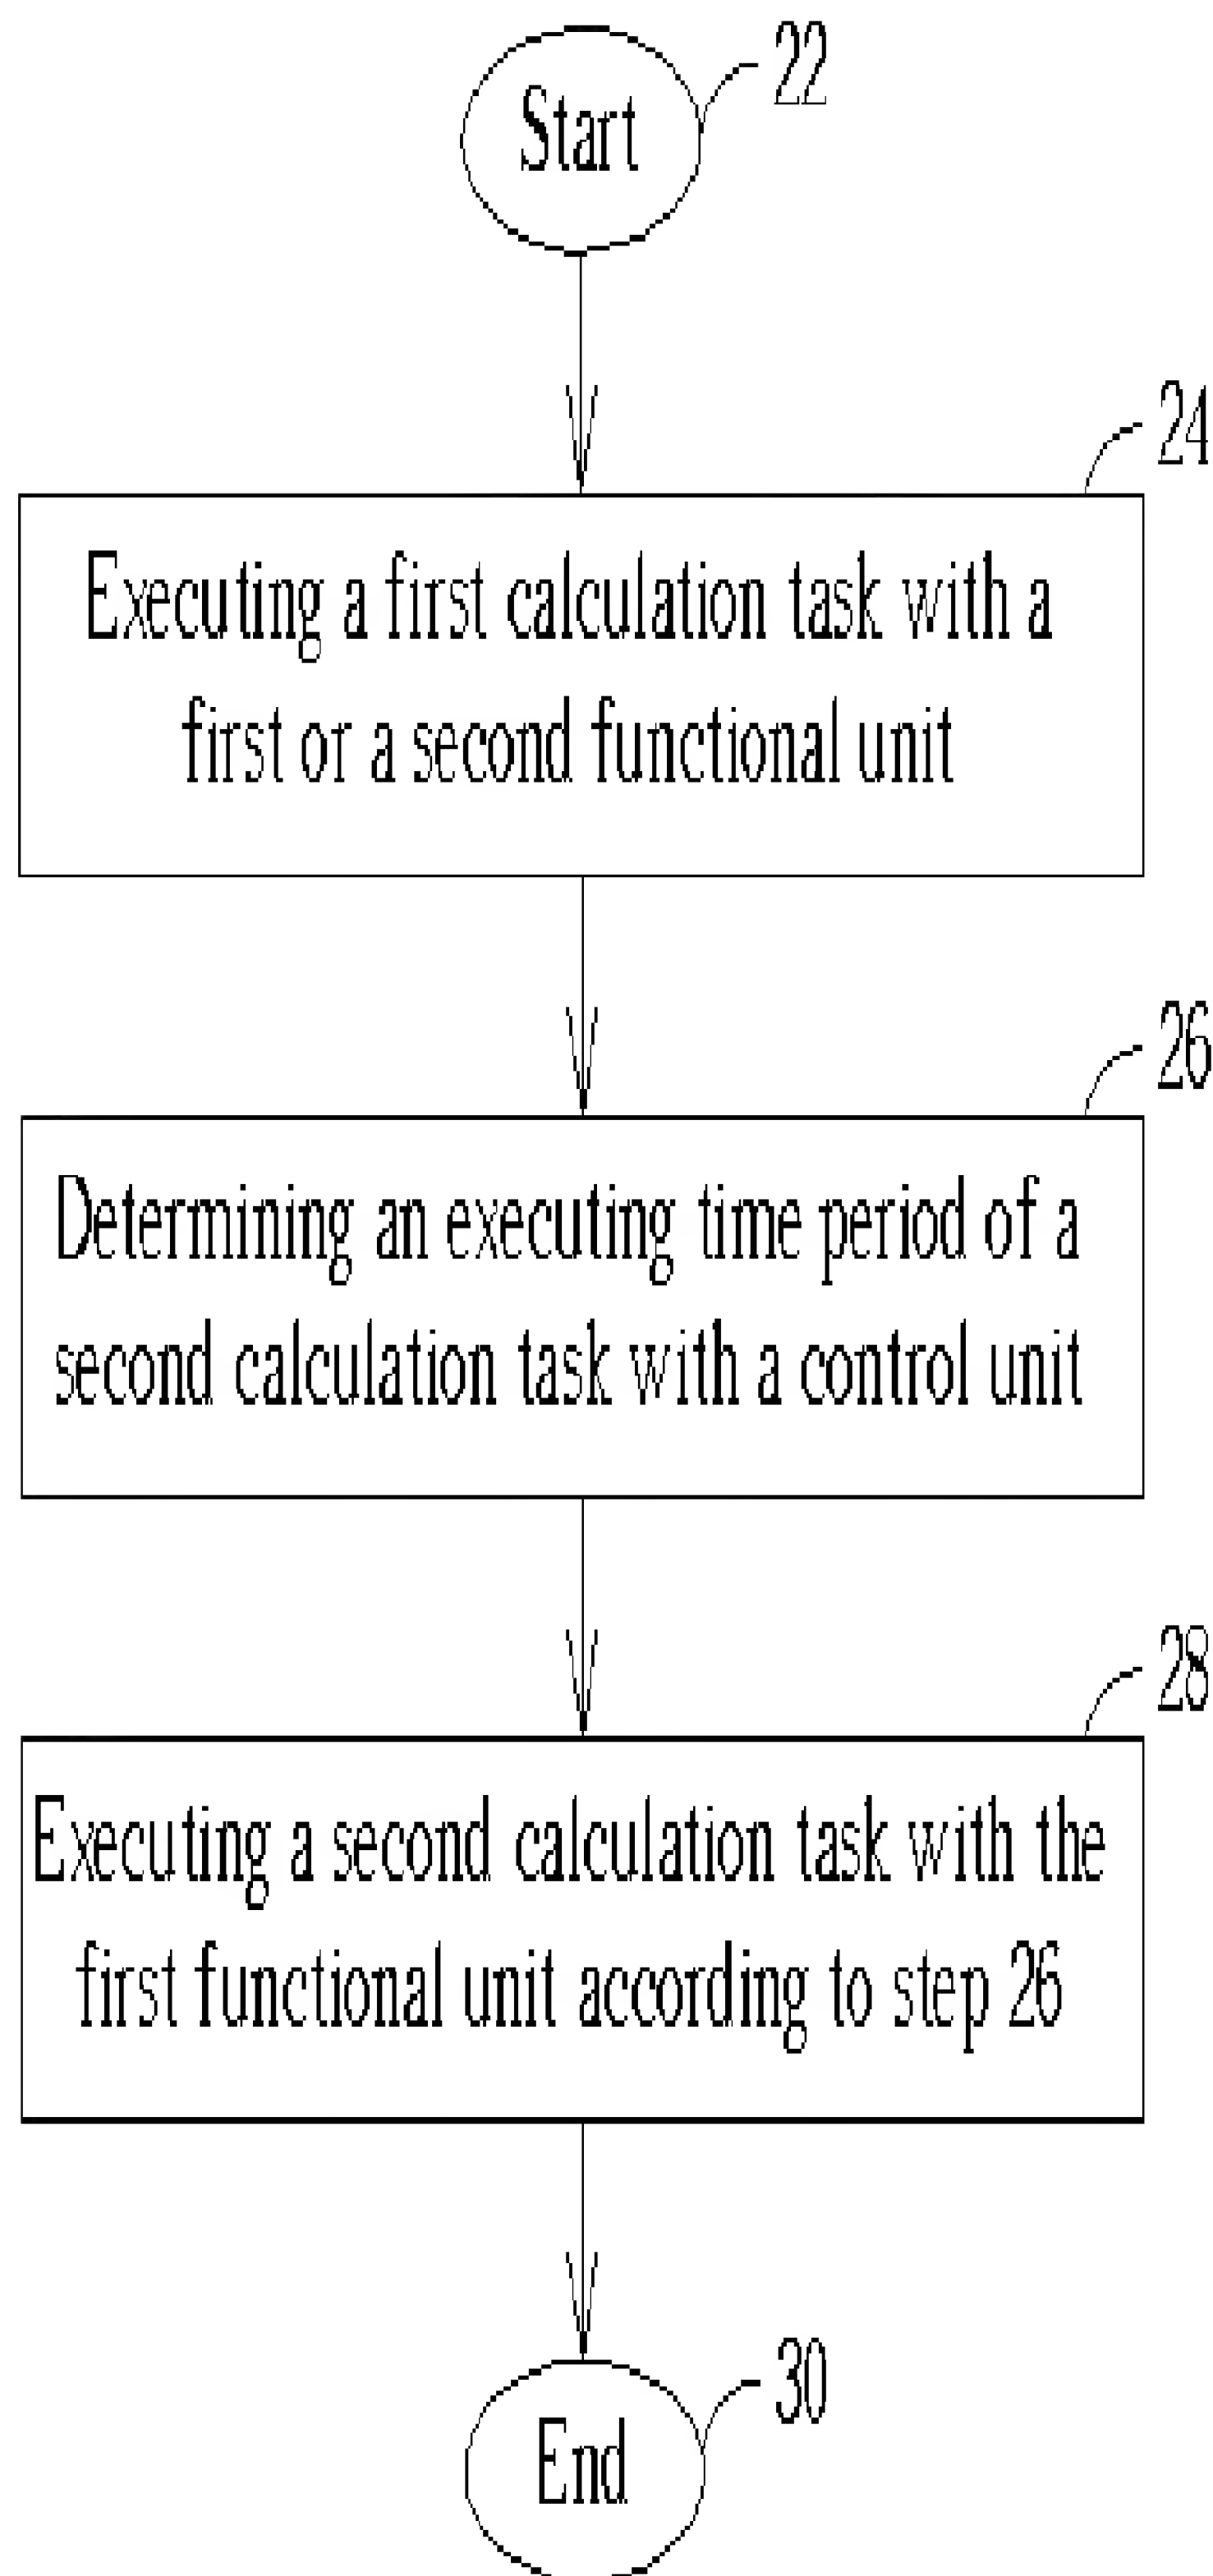 22
Start
24
Executing a first calculation task with a
first or a second functional unit
26
Determining an executing time period of a
second calculation task with a control unit
28
Executing a second calculation task with the
first functional unit according to step 26
30
End